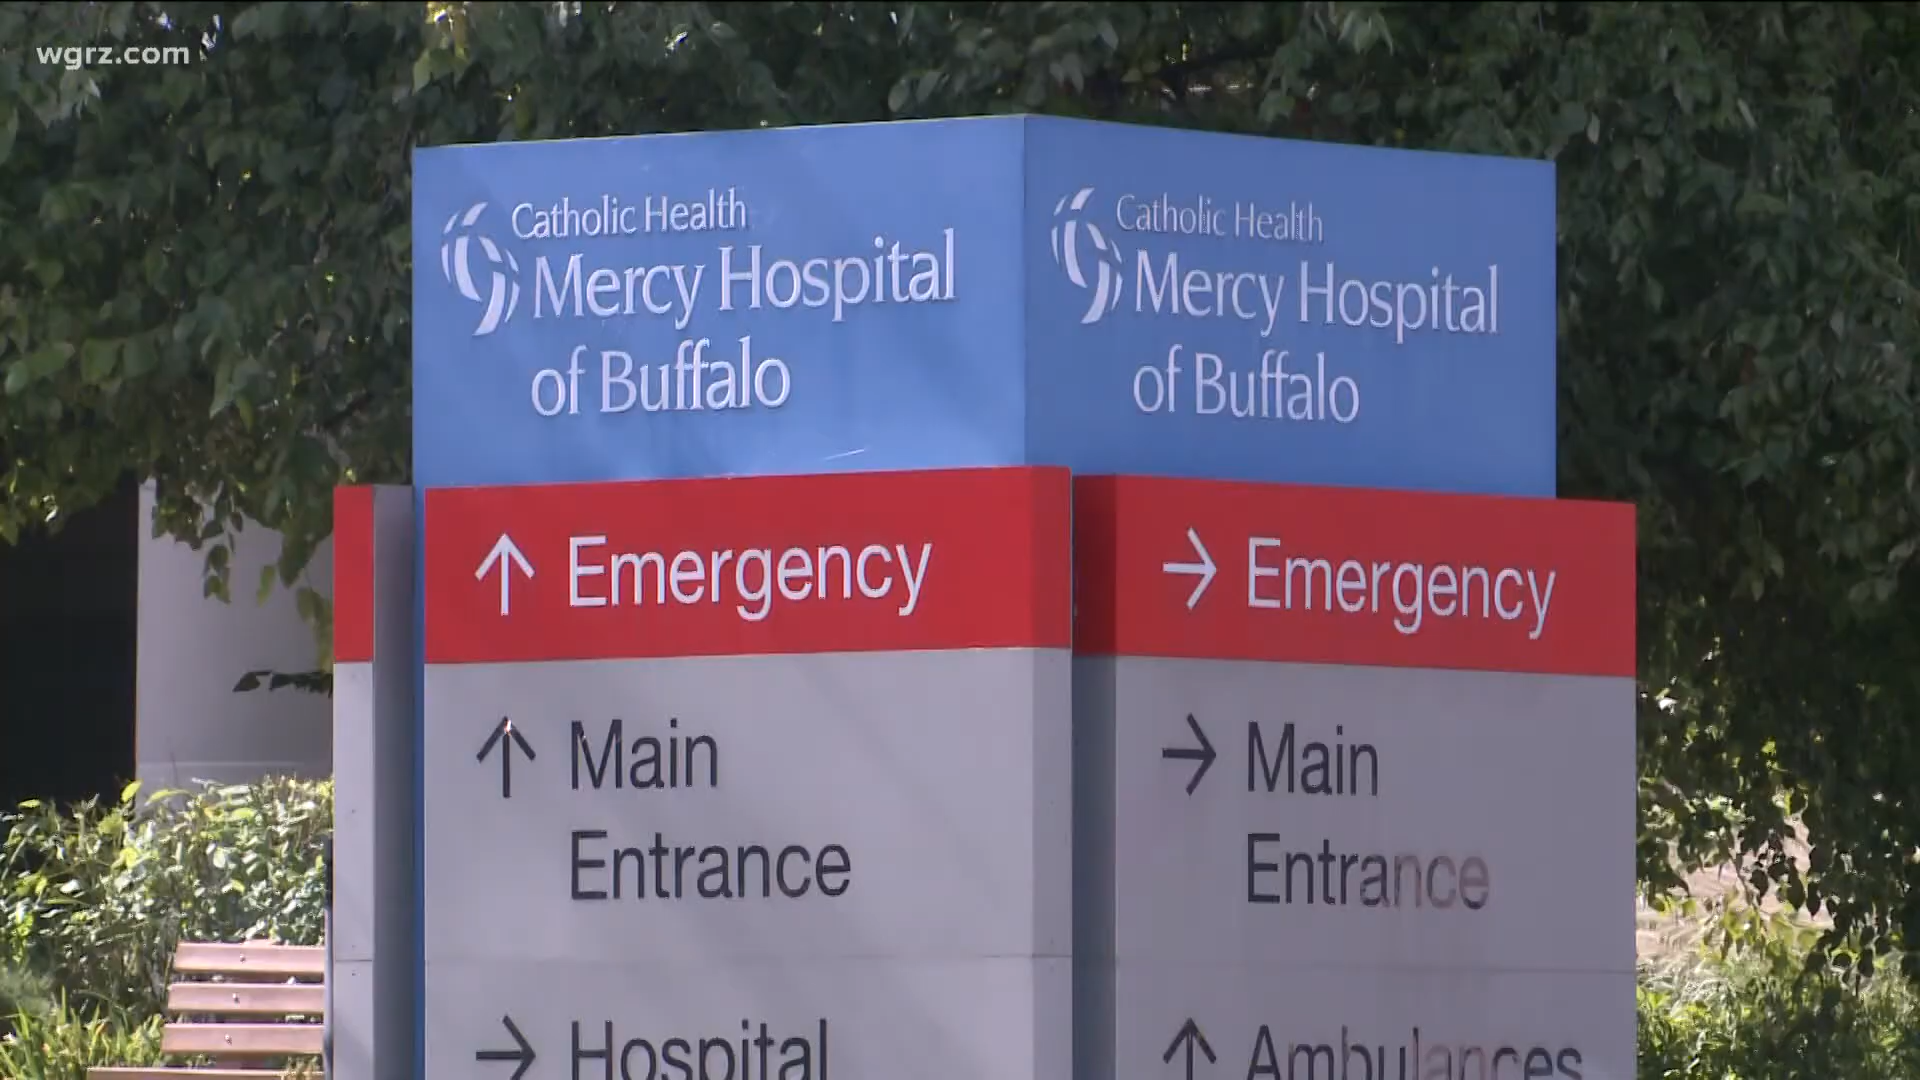 wgrz.com
Catholic Health
Mercy Hospital
of Buffalo
↑ Emergency
↑ Main
Entrance
→ Hospital
Catholic Health
Mercy Hospital
of Buffalo
→ Emergency
→ Main
Entrance
↑ Ambulances